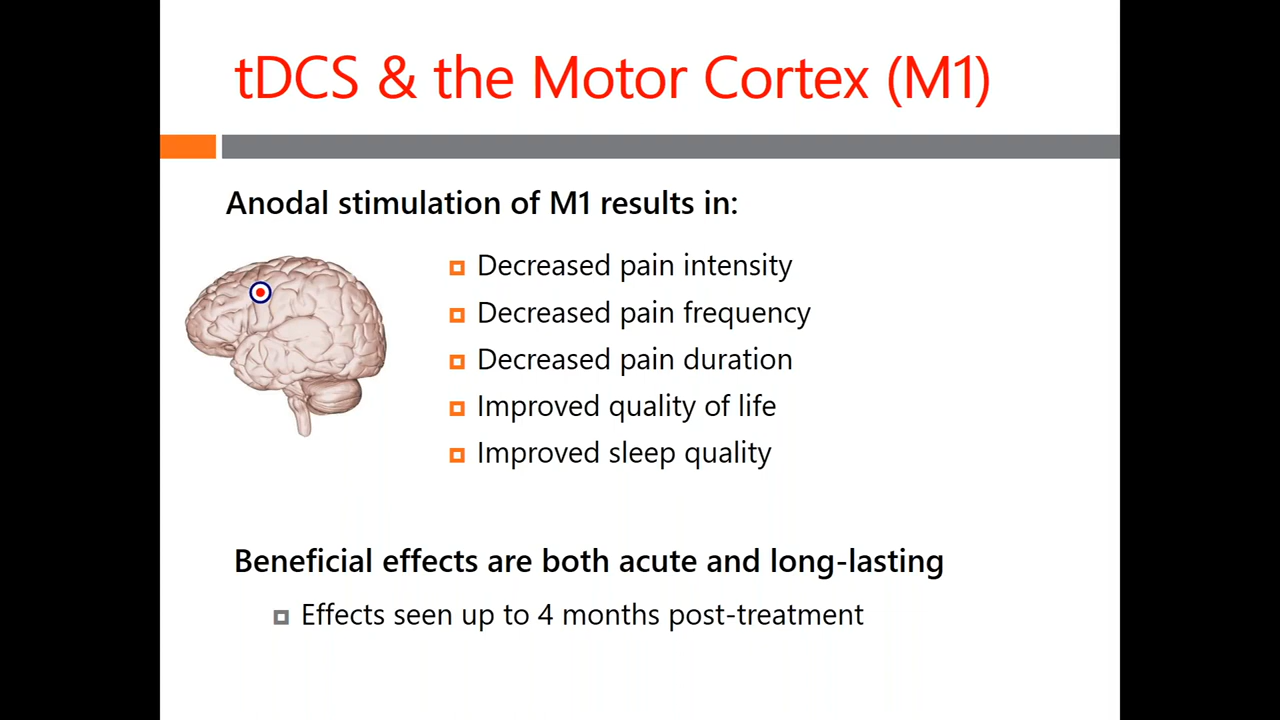 tDCS & the Motor Cortex (M1)
Anodal stimulation of M1 results in:
Decreased pain intensity
Decreased pain frequency
Decreased pain duration
Improved quality of life
Improved sleep quality
Beneficial effects are both acute and long-lasting
Effects seen up to 4 months post-treatment